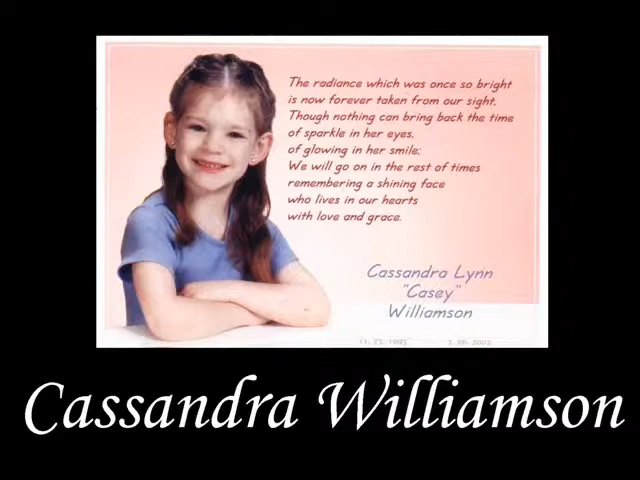 The radiance which was once so bright
is now forever taken from our sight.
Though nothing can bring back the time
of sparkle in her eyes,
of glowing in her smile;
We will go on in the rest of times
remembering a shining face
who lives in our hearts
with love and grace.
Cassandra Lynn
"Casey"
Williamson
Cassandra Williamson